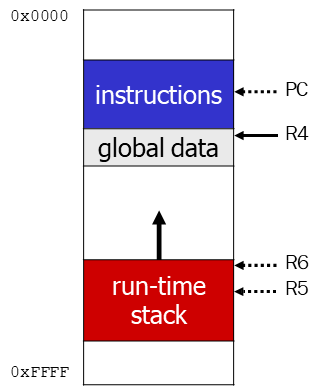 0x0000
instructions
PC
R4
global data
R6
run-time
R5
stack
0xFFFF